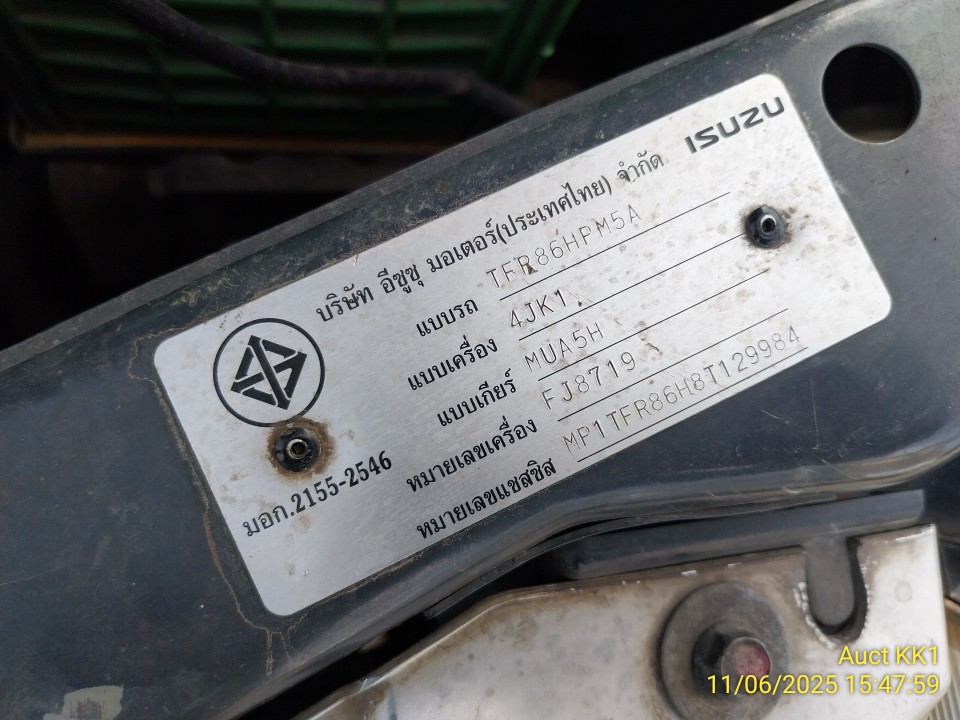 ISUZU
บริษัท อีซูซุ มอเตอร์(ประเทศไทย) จำกัด
แบบรถ TFR86HPM5A
แบบเครื่อง 4JK1
แบบเกียร์ MUA5H
หมายเลขเครื่อง FJ8719
หมายเลขแชสซิส MP1TFR86H8T129984
มอก.2155-2546
Auct KK1
11/06/2025 15:47:59